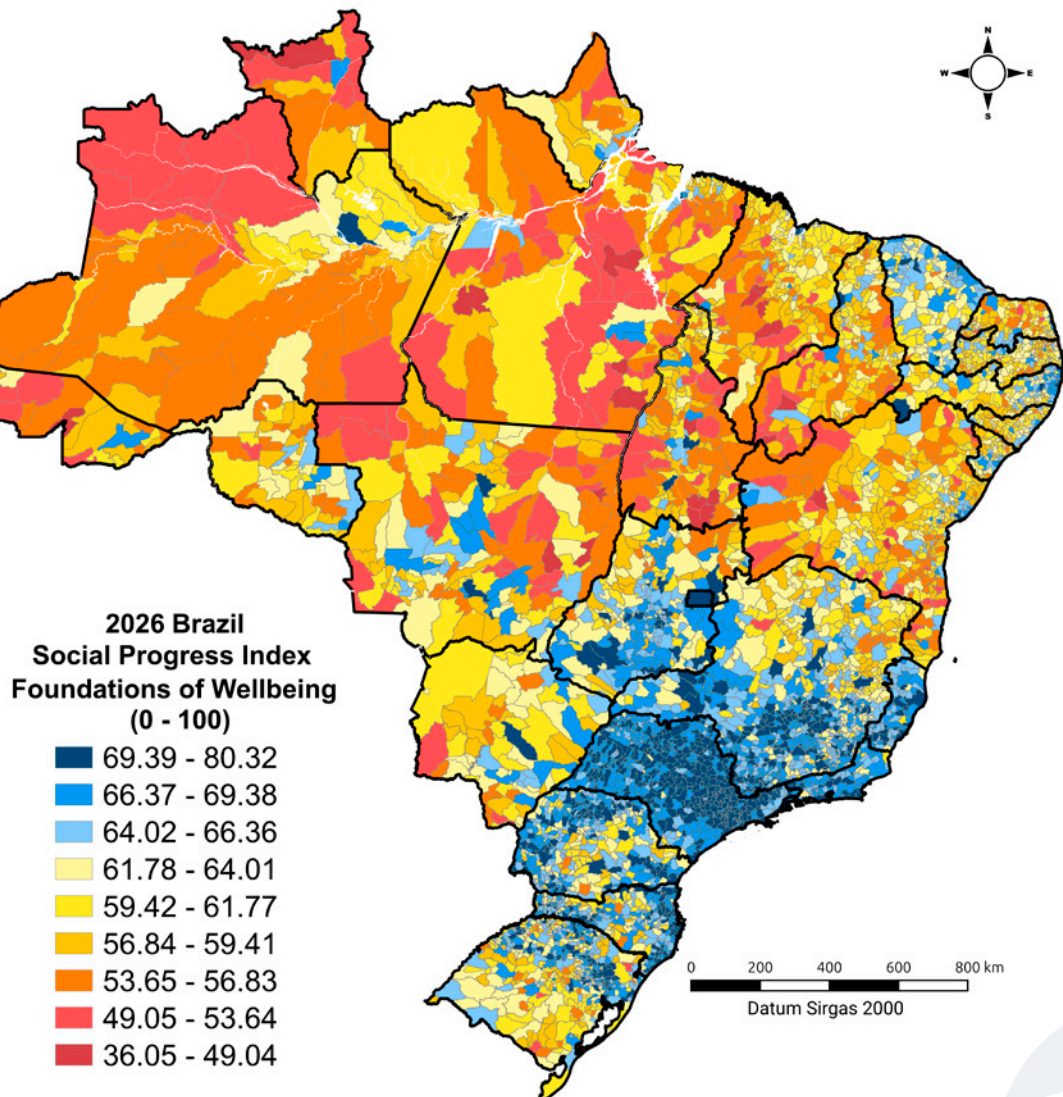 N
W E
S
2026 Brazil
Social Progress Index
Foundations of Wellbeing
(0 - 100)
69.39 - 80.32
66.37 - 69.38
64.02 - 66.36
61.78 - 64.01
59.42 - 61.77
56.84 - 59.41
53.65 - 56.83
49.05 - 53.64
36.05 - 49.04
0 200 400 600 800 km
Datum Sirgas 2000